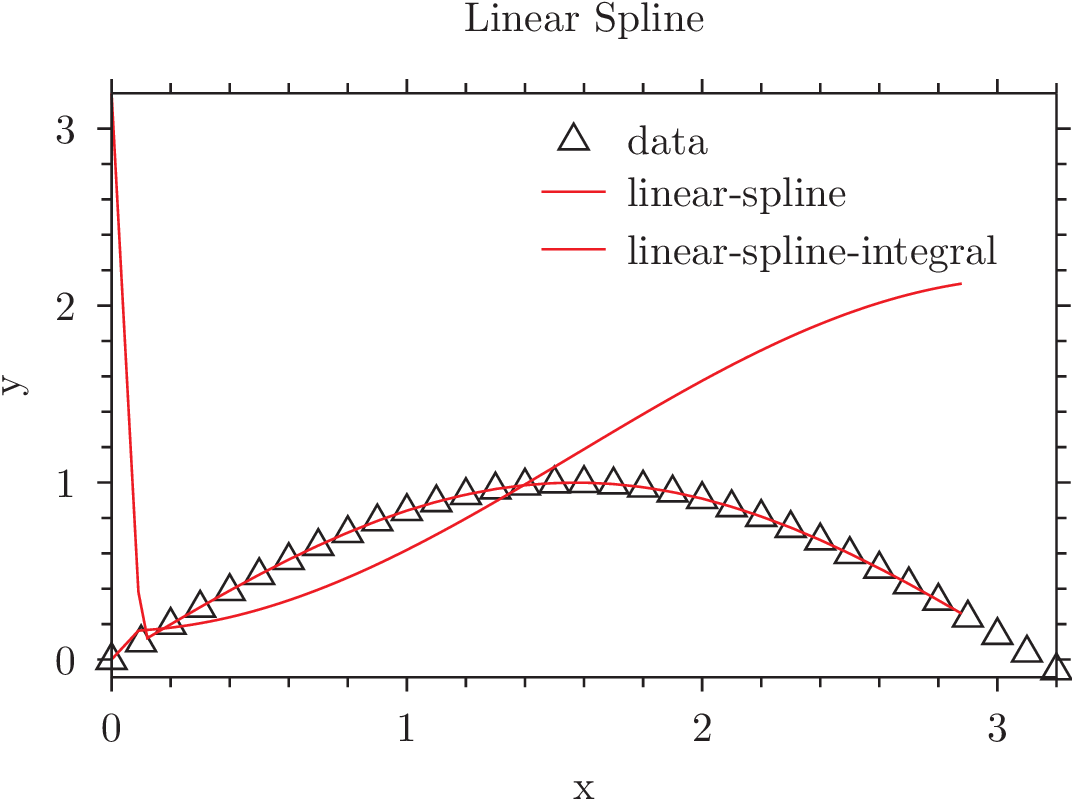 Linear Spline
data
linear-spline
linear-spline-integral
3
2
1
0
y
0 1 2 3
x